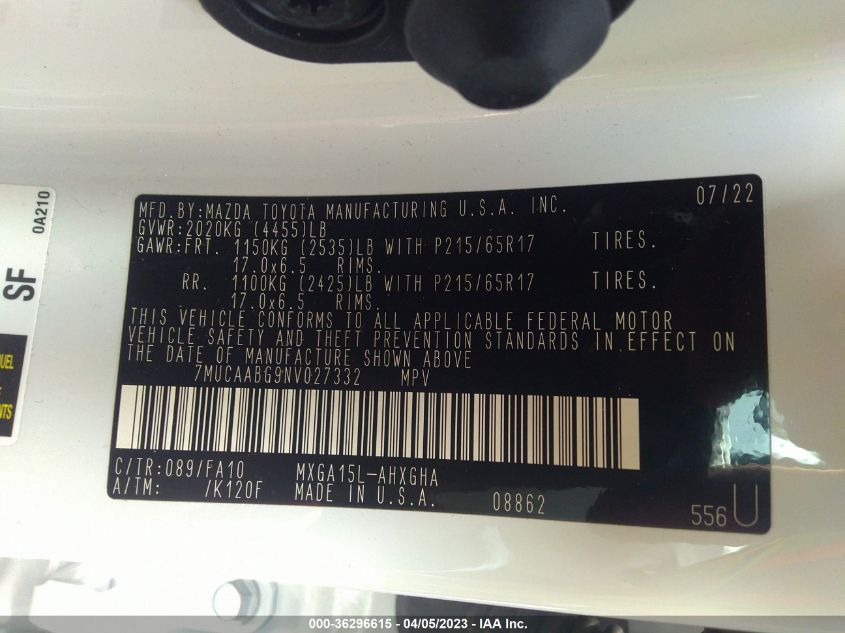 MFD.BY:MAZDA TOYOTA MANUFACTURING U.S.A. INC. 07/22
GVWR:2020KG (4455)LB
GAWR:FRT. 1150KG (2535)LB WITH P215/65R17 TIRES.
17.0x6.5 RIMS.
RR. 1100KG (2425)LB WITH P215/65R17 TIRES.
17.0x6.5 RIMS.
THIS VEHICLE CONFORMS TO ALL APPLICABLE FEDERAL MOTOR
VEHICLE SAFETY AND THEFT PREVENTION STANDARDS IN EFFECT ON
THE DATE OF MANUFACTURE SHOWN ABOVE
7MUCAABG9NV027332 MPV
C/TR:089/FA10 MXGA15L-AHXGHA
A/TM: /K120F MADE IN U.S.A. 08862
556U
0A210
SF
000-36296615 - 04/05/2023 - IAA Inc.